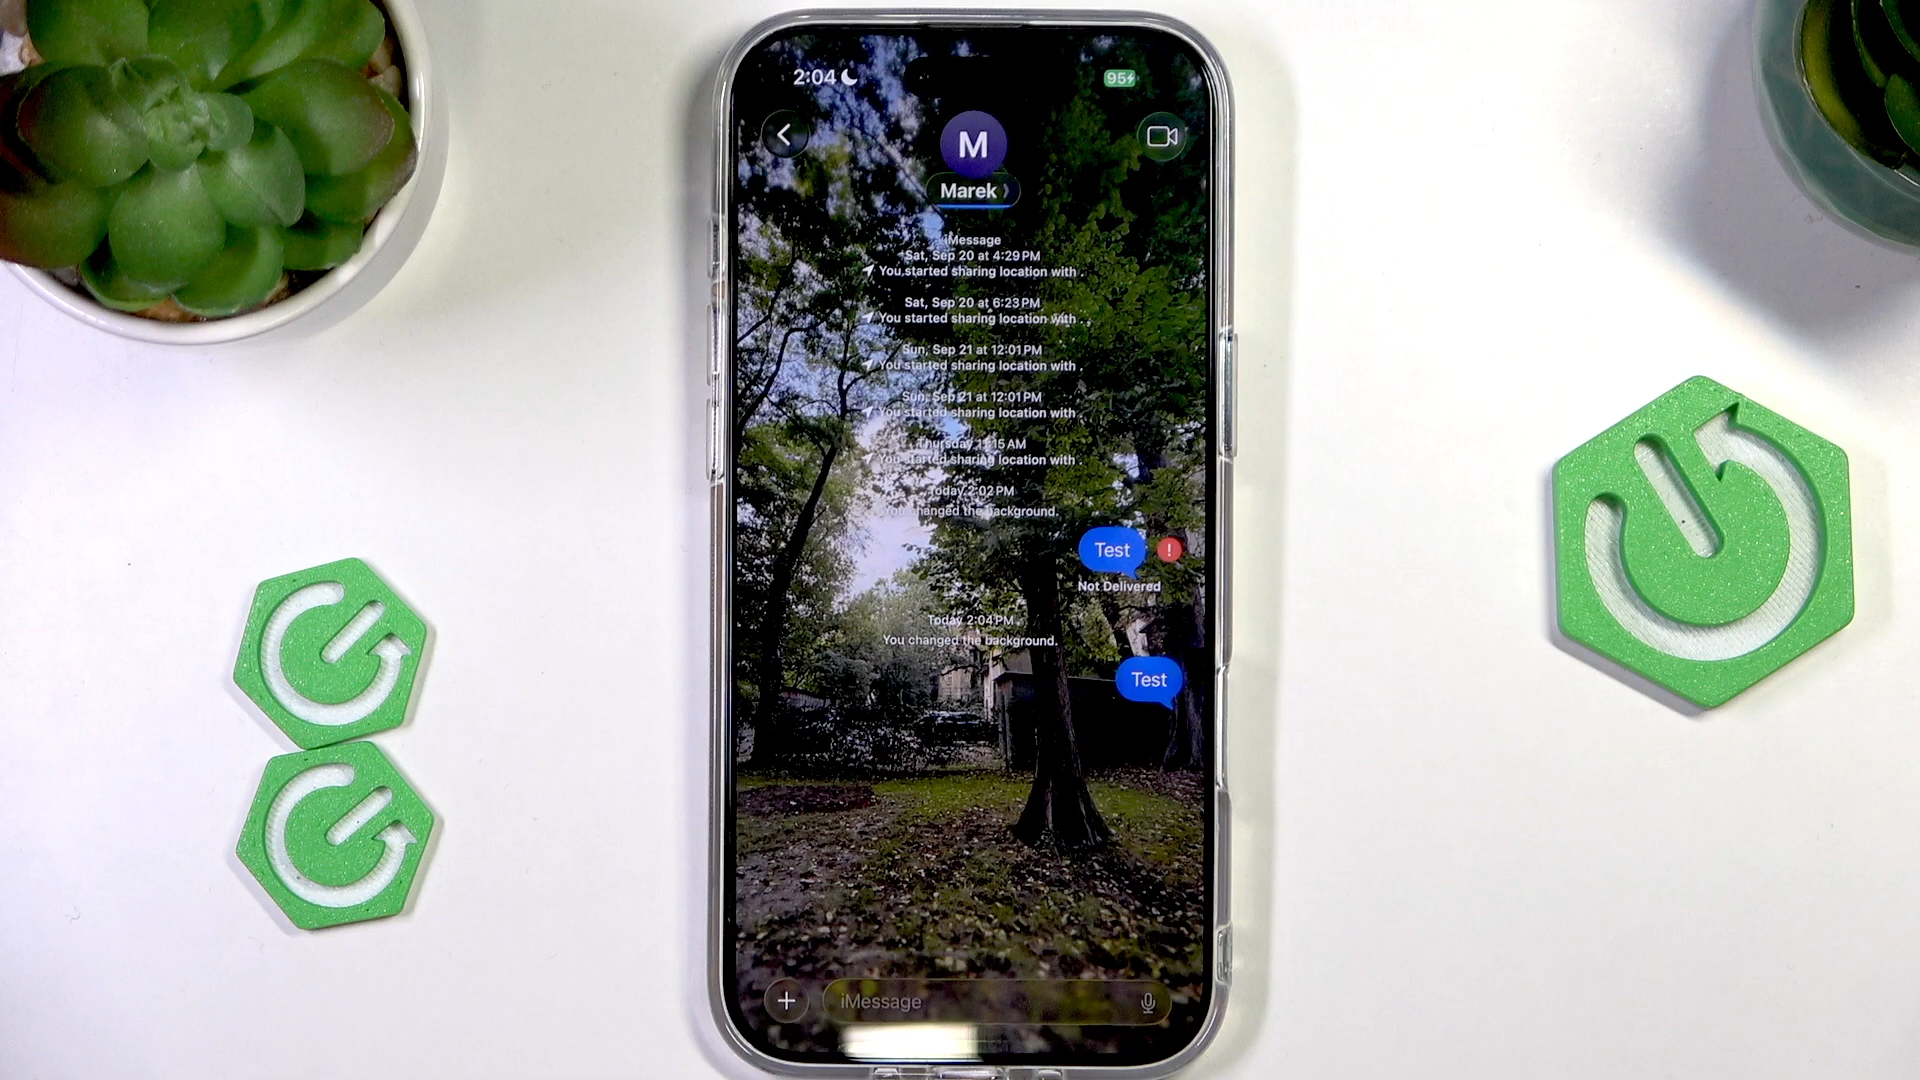 2:04
95
M
Marek
iMessage
Sat, Sep 20 at 4:29 PM
You started sharing location with .
Sat, Sep 20 at 6:23 PM
You started sharing location with .
Sun, Sep 21 at 12:01 PM
You started sharing location with .
Sun, Sep 21 at 12:01 PM
You started sharing location with .
Thursday 11:15 AM
You started sharing location with .
Today 2:02 PM
You changed the background.
Test !
Not Delivered
Today 2:04 PM
You changed the background.
Test
+ iMessage